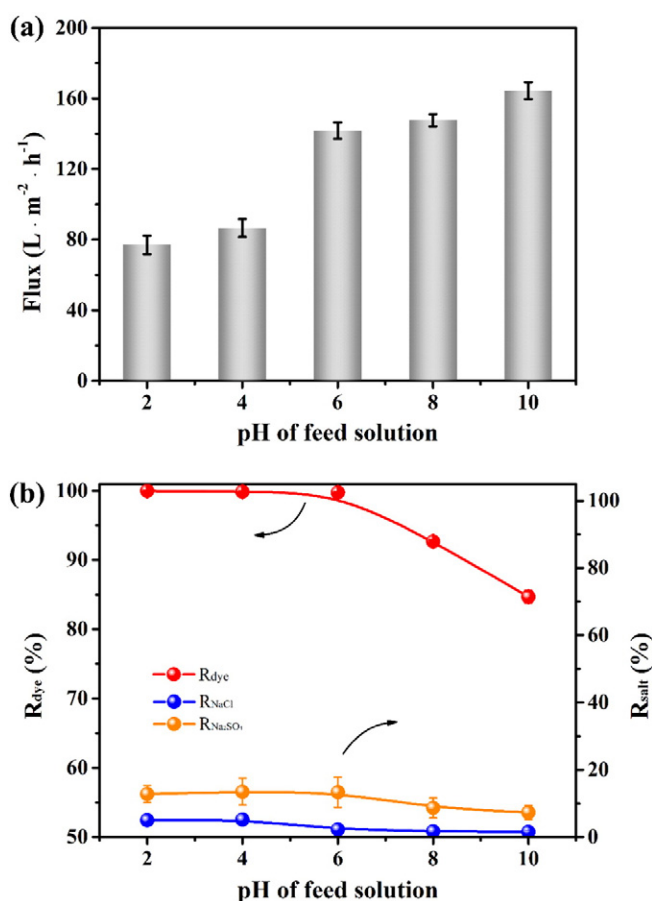 (a)
200
160
120
80
40
0
Flux (L · m⁻² · h⁻¹)
2 4 6 8 10
pH of feed solution
(b)
100
90
80
70
60
50
Rdye (%)
100
80
60
40
20
0
Rsalt (%)
Rdye
RNaCl
RNa₂SO₄
2 4 6 8 10
pH of feed solution